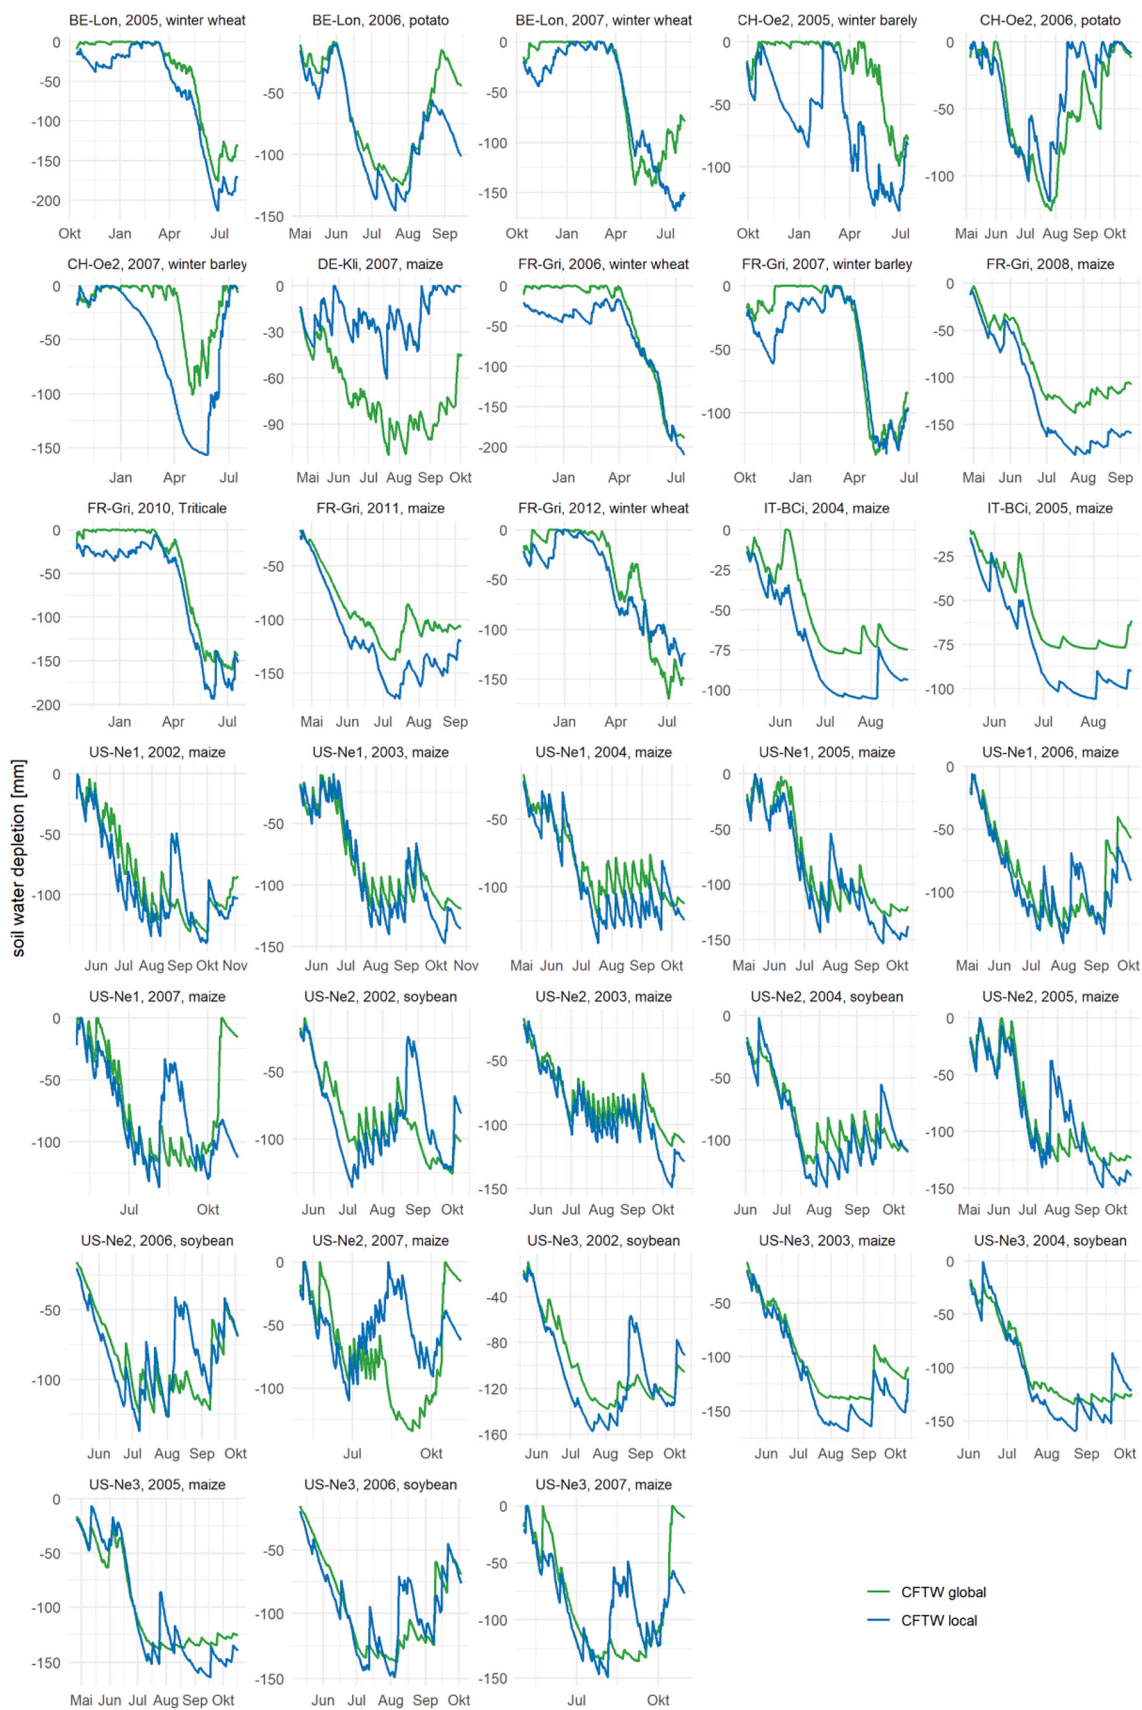 BE-Lon, 2005, winter wheat
BE-Lon, 2006, potato
BE-Lon, 2007, winter wheat
CH-Oe2, 2005, winter barely
CH-Oe2, 2006, potato
0
-50
-100
-150
-200
Okt Jan Apr Jul
-50
-100
-150
Mai Jun Jul Aug Sep
0
-50
-100
-150
Okt Jan Apr Jul
0
-50
-100
Okt Jan Apr Jul
0
-50
-100
Mai Jun Jul Aug Sep Okt
CH-Oe2, 2007, winter barley
DE-Kli, 2007, maize
FR-Gri, 2006, winter wheat
FR-Gri, 2007, winter barley
FR-Gri, 2008, maize
0
-50
-100
-150
Jan Apr Jul
0
-30
-60
-90
Mai Jun Jul Aug Sep Okt
0
-50
-100
-150
-200
Jan Apr Jul
0
-50
-100
Okt Jan Apr Jul
0
-50
-100
-150
Mai Jun Jul Aug Sep
FR-Gri, 2010, Triticale
FR-Gri, 2011, maize
FR-Gri, 2012, winter wheat
IT-BCi, 2004, maize
IT-BCi, 2005, maize
0
-50
-100
-150
-200
Jan Apr Jul
-50
-100
-150
Mai Jun Jul Aug Sep
0
-50
-100
-150
Jan Apr Jul
0
-25
-50
-75
-100
Jun Jul Aug
-25
-50
-75
-100
Jun Jul Aug
soil water depletion [mm]
US-Ne1, 2002, maize
US-Ne1, 2003, maize
US-Ne1, 2004, maize
US-Ne1, 2005, maize
US-Ne1, 2006, maize
0
-50
-100
Jun Jul Aug Sep Okt Nov
0
-50
-100
-150
Jun Jul Aug Sep Okt Nov
-50
-100
Mai Jun Jul Aug Sep Okt
0
-50
-100
-150
Mai Jun Jul Aug Sep Okt
0
-50
-100
Mai Jun Jul Aug Sep Okt
US-Ne1, 2007, maize
US-Ne2, 2002, soybean
US-Ne2, 2003, maize
US-Ne2, 2004, soybean
US-Ne2, 2005, maize
0
-50
-100
Jul Okt
-50
-100
Jun Jul Aug Sep Okt
-50
-100
-150
Jun Jul Aug Sep Okt
0
-50
-100
Jun Jul Aug Sep Okt
0
-50
-100
-150
Mai Jun Jul Aug Sep Okt
US-Ne2, 2006, soybean
US-Ne2, 2007, maize
US-Ne3, 2002, soybean
US-Ne3, 2003, maize
US-Ne3, 2004, soybean
-50
-100
Jun Jul Aug Sep Okt
0
-50
-100
Jul Okt
-40
-80
-120
-160
Jun Jul Aug Sep Okt
-50
-100
-150
Jun Jul Aug Sep Okt
0
-50
-100
-150
Jun Jul Aug Sep Okt
US-Ne3, 2005, maize
US-Ne3, 2006, soybean
US-Ne3, 2007, maize
0
-50
-100
-150
Mai Jun Jul Aug Sep Okt
-50
-100
-150
Jun Jul Aug Sep Okt
0
-50
-100
-150
Jul Okt
CFTW global
CFTW local